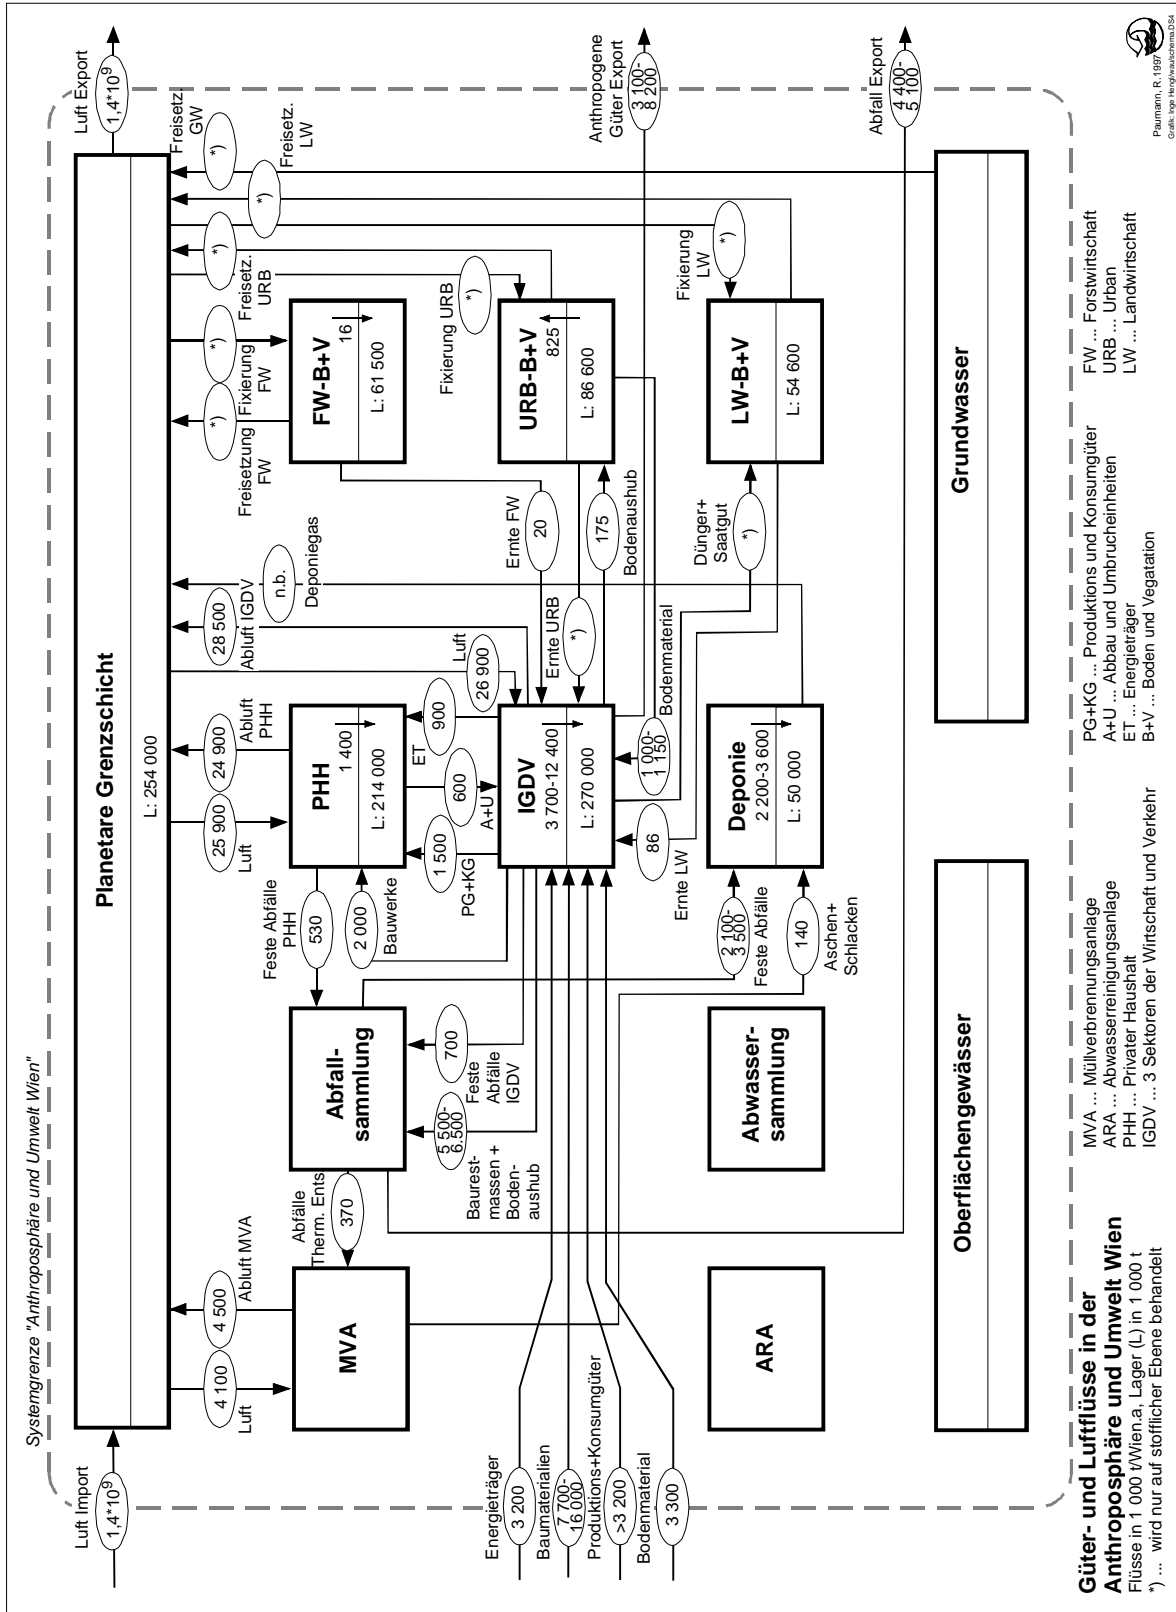 Systemgrenze "Anthroposphäre und Umwelt Wien"
Luft Import
1,4*10⁹
Planetare Grenzschicht
L: 254 000
Luft Export
1,4*10⁹
4 100
Luft
4 500
Abluft MVA
25 900
Luft
24 900
Abluft
PHH
28 500
Abluft IGDV
n.b.
Deponiegas
Luft
26 900
*)
Freisetzung
FW
*)
Fixierung
FW
*)
Freisetz.
URB
*)
Freisetz.
LW
Freisetz.
GW
*)
MVA
Abfälle
Therm. Ents
370
Abfall-
sammlung
Feste Abfälle
PHH
530
2 000
Bauwerke
PHH
1 400
L: 214 000
FW-B+V
16
L: 61 500
5 500-
6.500
Baurest-
massen +
Boden-
aushub
700
Feste
Abfälle
IGDV
1 500
PG+KG
600
A+U
900
ET
Ernte FW
20
Fixierung URB
*)
Energieträger
3 200
Baumaterialien
7 700-
16 000
Produktions+Konsumgüter
>3 200
Bodenmaterial
3 300
IGDV
3 700-12 400
L: 270 000
Ernte URB
*)
175
Bodenaushub
URB-B+V
825
L: 86 600
Anthropogene
Güter Export
3 100-
8 200
1 000-
1 150
Bodenmaterial
86
Ernte LW
Dünger+
Saatgut
*)
Fixierung
LW
*)
ARA
Abwasser-
sammlung
2 100-
3 500
Feste Abfälle
140
Aschen+
Schlacken
Deponie
2 200-3 600
L: 50 000
LW-B+V
L: 54 600
Abfall Export
4 400-
5 100
Oberflächengewässer
Grundwasser
Güter- und Luftflüsse in der
Anthroposphäre und Umwelt Wien
Flüsse in 1 000 t/Wien.a, Lager (L) in 1 000 t
*) ... wird nur auf stofflicher Ebene behandelt
MVA ... Müllverbrennungsanlage
ARA ... Abwasserreinigungsanlage
PHH ... Privater Haushalt
IGDV ... 3 Sektoren der Wirtschaft und Verkehr
PG+KG ... Produktions und Konsumgüter
A+U ... Abbau und Umbrucheinheiten
ET ... Energieträger
B+V ... Boden und Vegatation
FW ... Forstwirtschaft
URB ... Urban
LW ... Landwirtschaft
Paumann, R.1997
Grafik: Inge Hengl/wav/schema.DS4